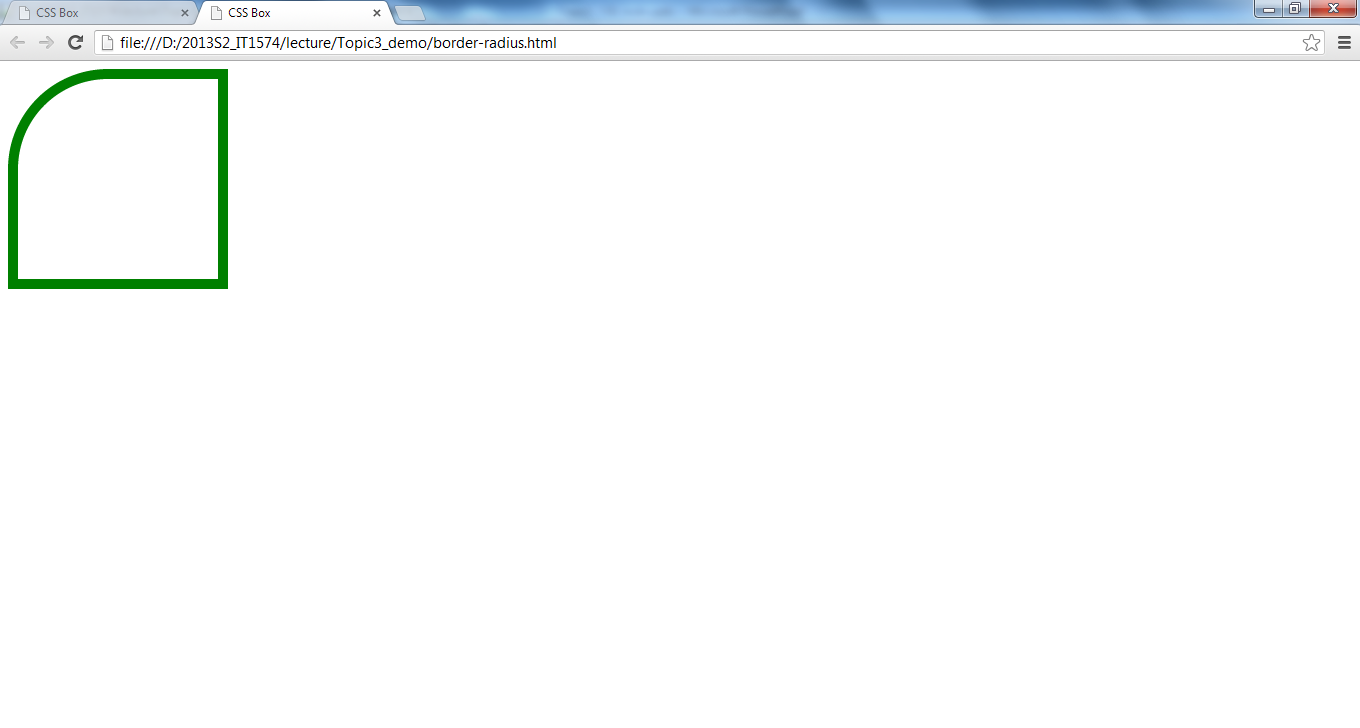 CSS Box
CSS Box
file:///D:/2013S2_IT1574/lecture/Topic3_demo/border-radius.html